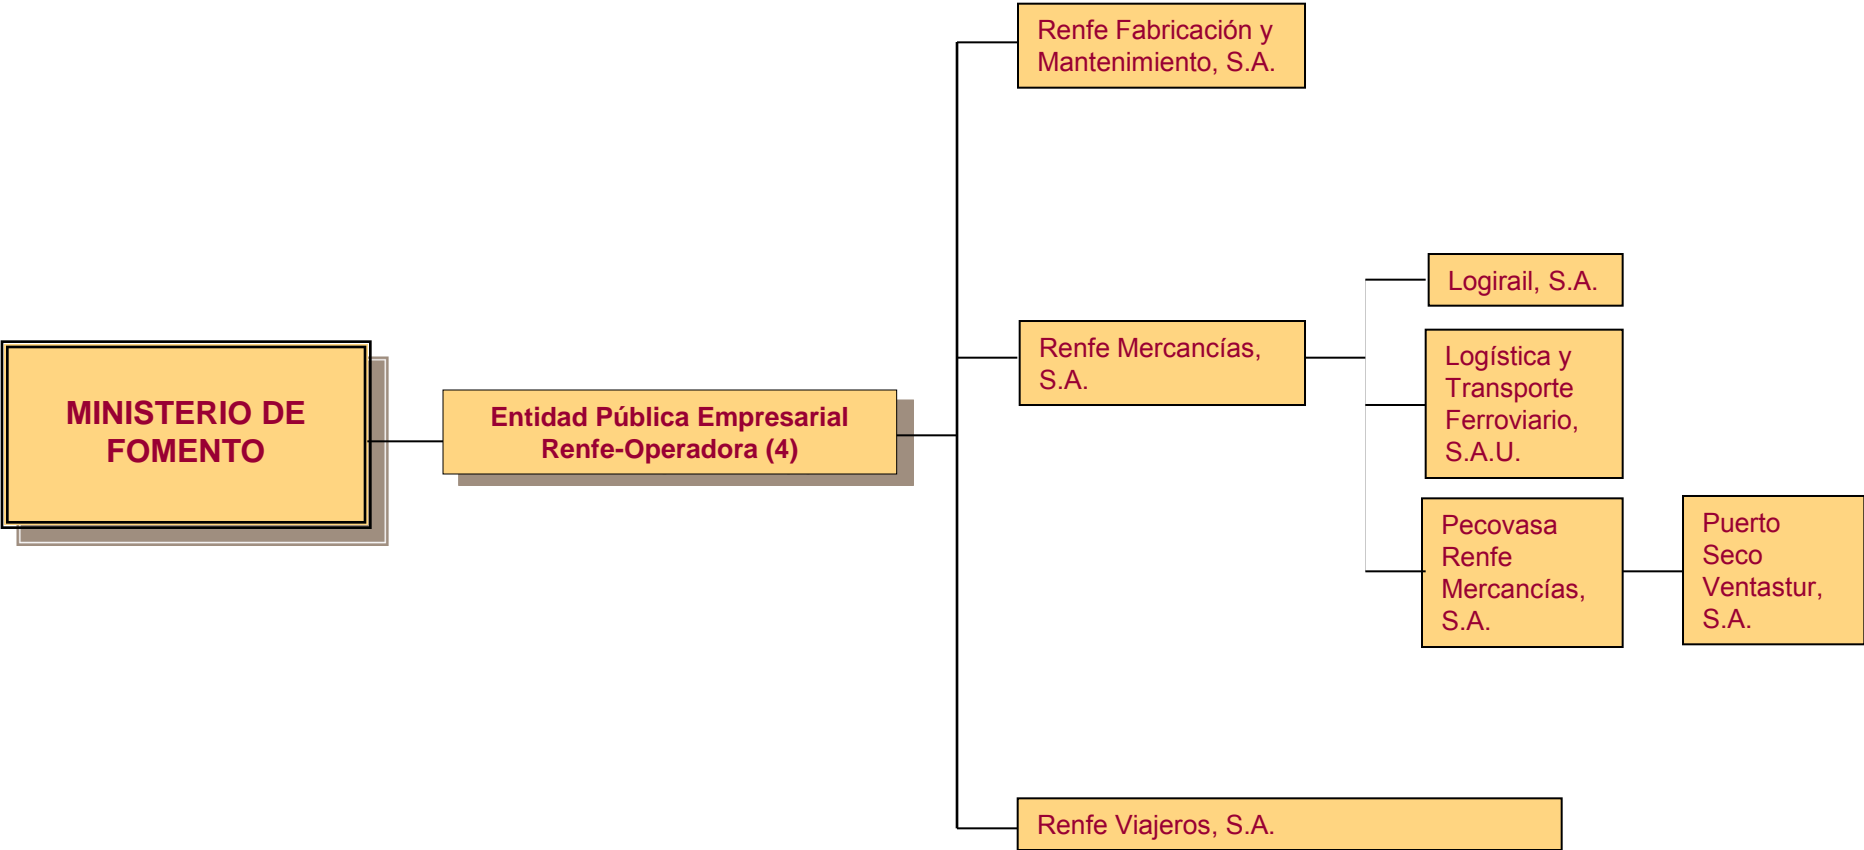 Renfe Fabricación y
Mantenimiento, S.A.
MINISTERIO DE
FOMENTO
Entidad Pública Empresarial
Renfe-Operadora (4)
Renfe Mercancías,
S.A.
Logirail, S.A.
Logística y
Transporte
Ferroviario,
S.A.U.
Pecovasa
Renfe
Mercancías,
S.A.
Puerto
Seco
Ventastur,
S.A.
Renfe Viajeros, S.A.